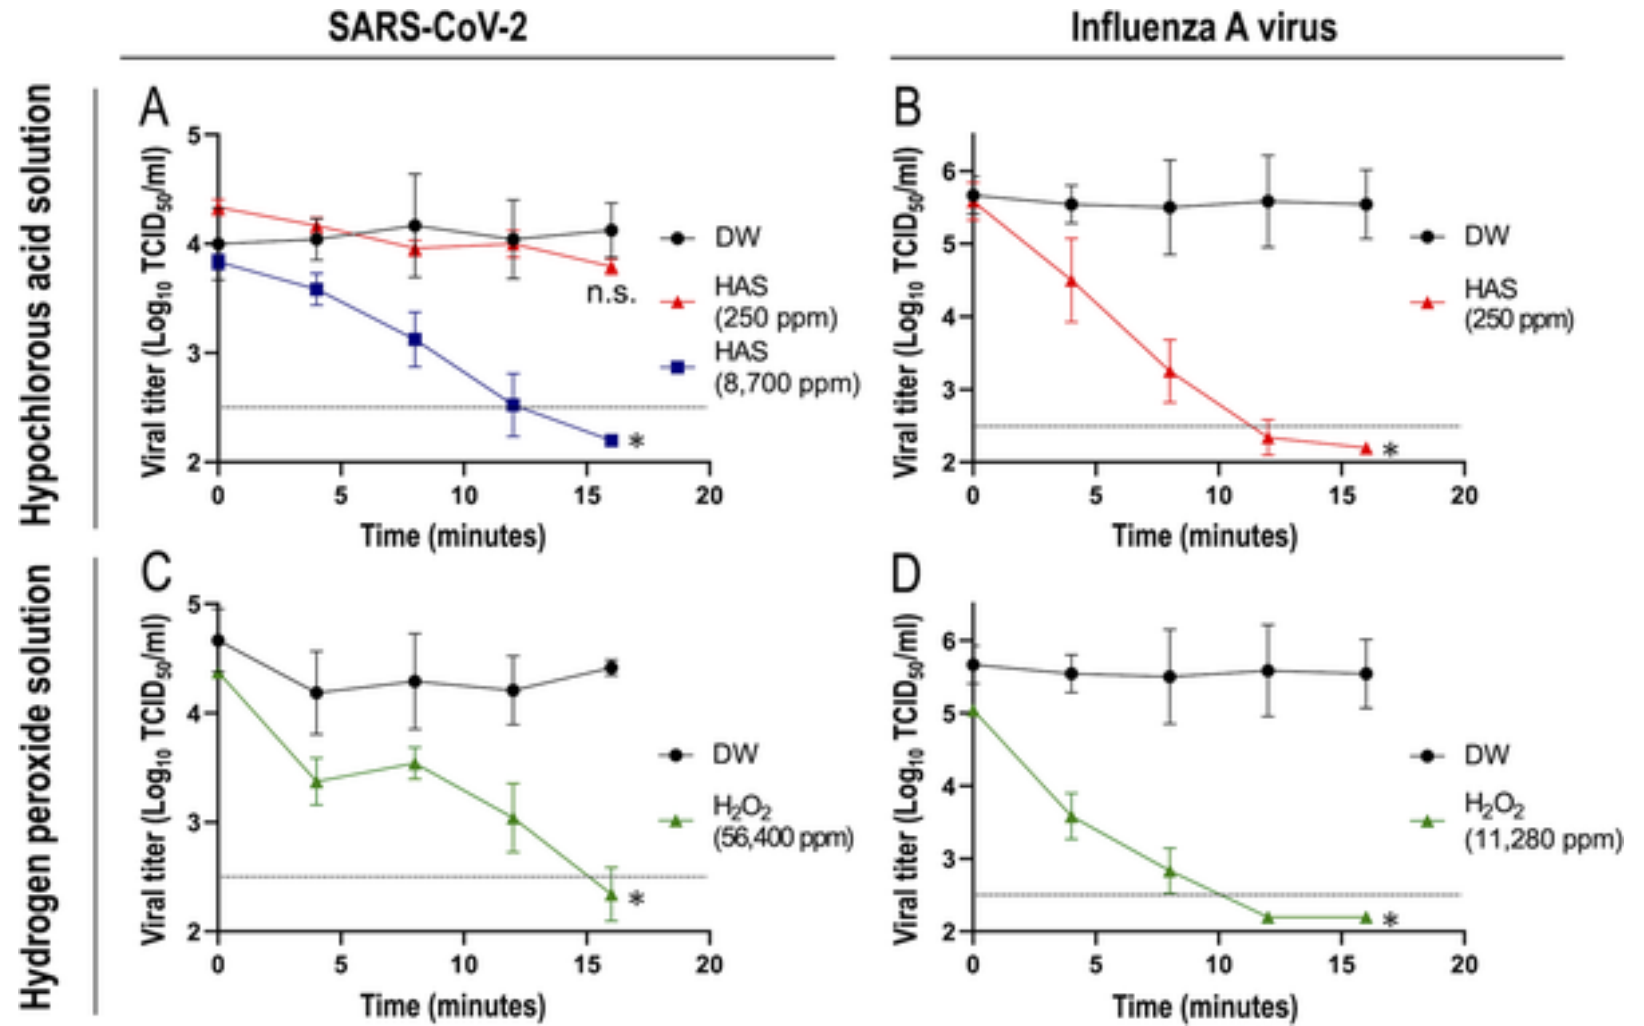 SARS-CoV-2
Influenza A virus
Hypochlorous acid solution
A
Viral titer (Log₁₀ TCID₅₀/ml)
5
4
3
2
0 5 10 15 20
Time (minutes)
n.s.
*
DW
HAS
(250 ppm)
HAS
(8,700 ppm)
B
Viral titer (Log₁₀ TCID₅₀/ml)
6
5
4
3
2
0 5 10 15 20
Time (minutes)
*
DW
HAS
(250 ppm)
Hydrogen peroxide solution
C
Viral titer (Log₁₀ TCID₅₀/ml)
5
4
3
2
0 5 10 15 20
Time (minutes)
*
DW
H₂O₂
(56,400 ppm)
D
Viral titer (Log₁₀ TCID₅₀/ml)
6
5
4
3
2
0 5 10 15 20
Time (minutes)
*
DW
H₂O₂
(11,280 ppm)